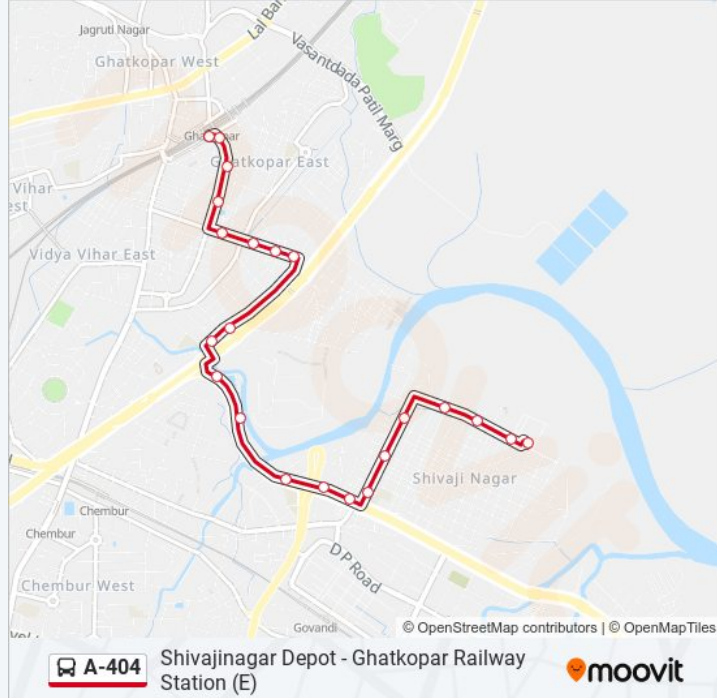 Jagruti Nagar
Lal Ba
Ghatkopar West
Vasantdada Patil Marg
Ghatkopar
Ghatkopar East
Vihar
est
Vidya Vihar East
Shivaji Nagar
Chembur
Chembur
Chembur West
D P Road
Govandi
© OpenStreetMap contributors | © OpenMapTiles
A-404
Shivajinagar Depot - Ghatkopar Railway
Station (E)
moovit